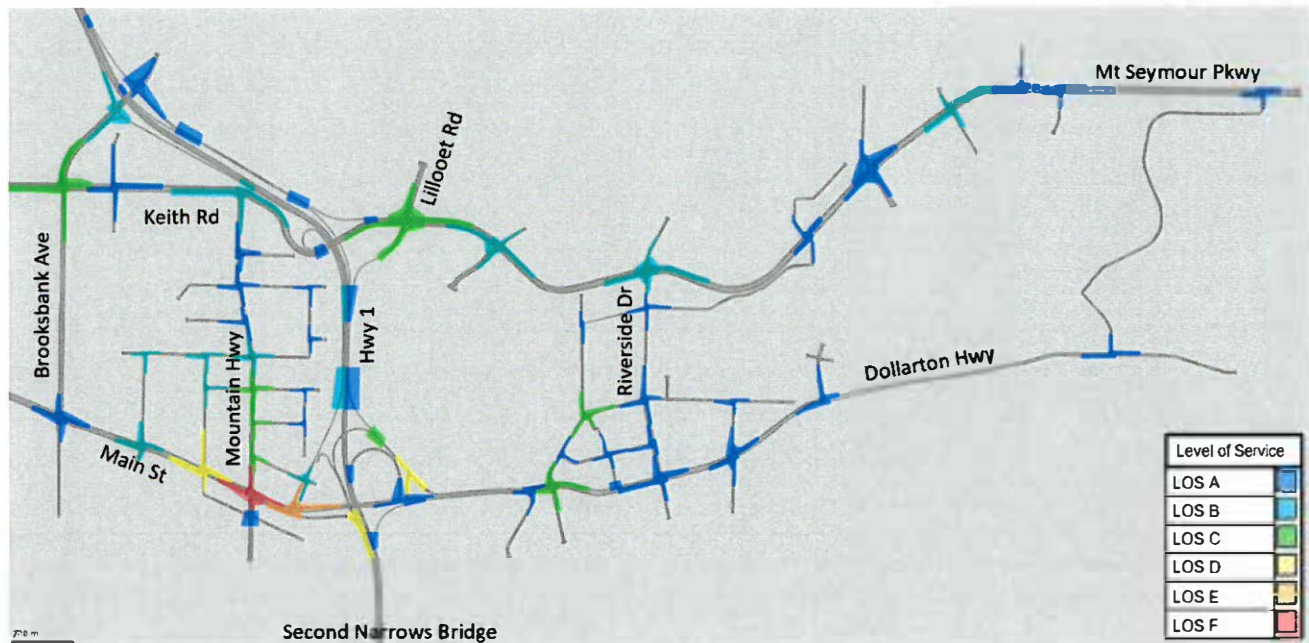 Mt Seymour Pkwy
Lillooet Rd
Keith Rd
Brooksbank Ave
Mountain Hwy
Hwy 1
Riverside Dr
Dollarton Hwy
Main St
Second Narrows Bridge
Level of Service
LOS A
LOS B
LOS C
LOS D
LOS E
LOS F